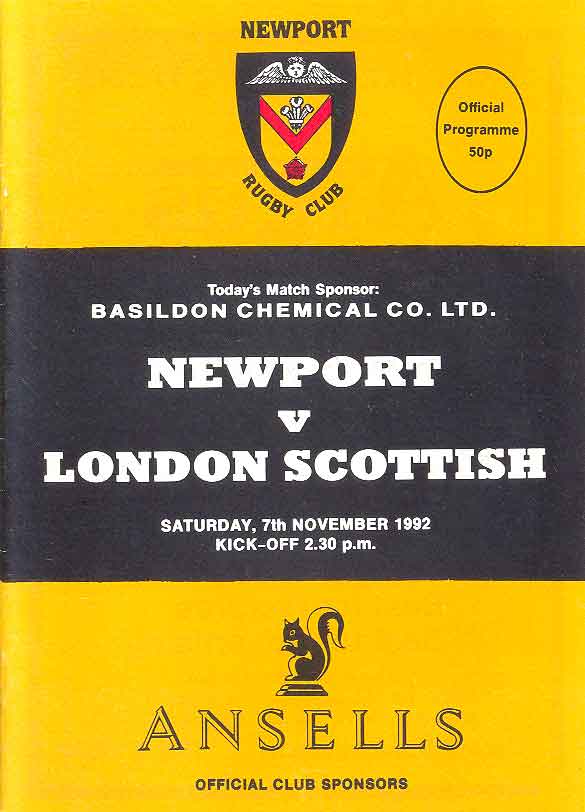 NEWPORT
RUGBY CLUB
Official
Programme
50p
Today's Match Sponsor:
BASILDON CHEMICAL CO. LTD.
NEWPORT
v
LONDON SCOTTISH
SATURDAY, 7th NOVEMBER 1992
KICK-OFF 2.30 p.m.
ANSELLS
OFFICIAL CLUB SPONSORS